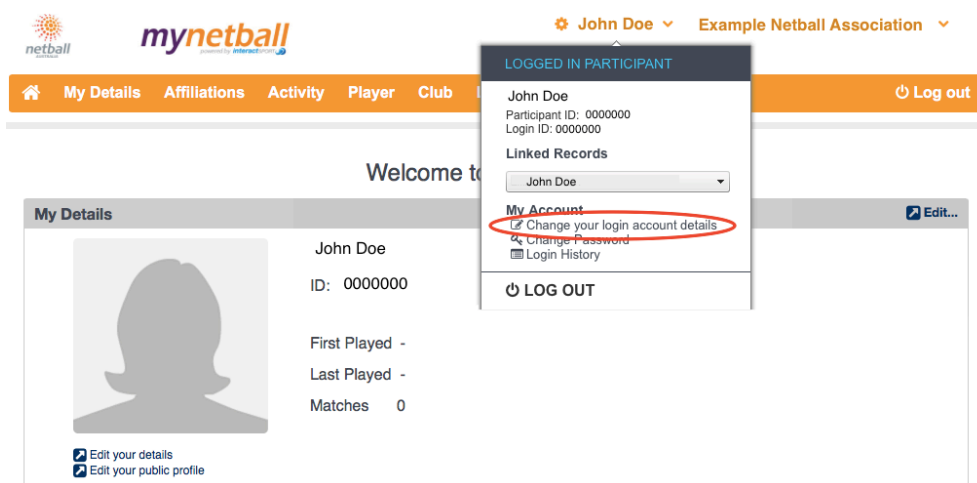 John Doe
Example Netball Association
netball
AUSTRALIA
mynetball
powered by interactsport
LOGGED IN PARTICIPANT
My Details Affiliations Activity Player Club
Log out
John Doe
Participant ID: 0000000
Login ID: 0000000
Linked Records
John Doe
Welcome
My Account
Change your login account details
Change Password
Login History
LOG OUT
My Details
Edit...
John Doe
ID: 0000000
First Played -
Last Played -
Matches 0
Edit your details
Edit your public profile